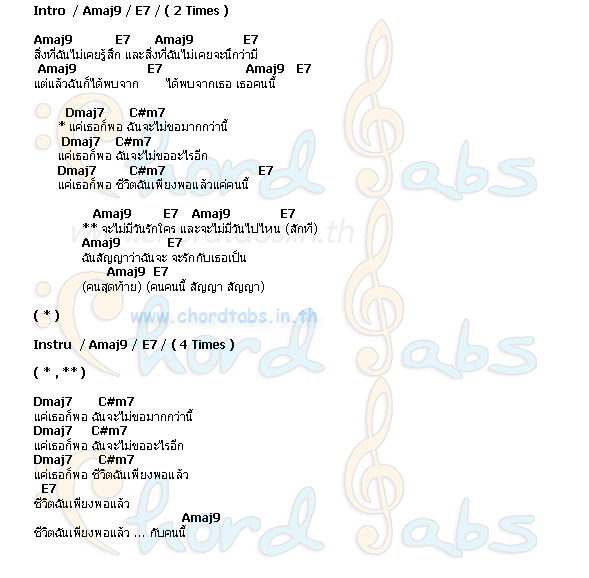 Intro / Amaj9 / E7 / ( 2 Times )
Amaj9 E7 Amaj9 E7
สิ่งที่ฉันไม่เคยรู้สึก และสิ่งที่ฉันไม่เคยจะนึกว่ามี
Amaj9 E7 Amaj9 E7
แต่แล้วฉันก็ได้พบจาก ได้พบจากเธอ เธอคนนี้
Dmaj7 C#m7
* แค่เธอก็พอ ฉันจะไม่ขอมากกว่านี้
Dmaj7 C#m7
แค่เธอก็พอ ฉันจะไม่ขออะไรอีก
Dmaj7 C#m7 E7
แค่เธอก็พอ ชีวิตฉันเพียงพอแล้วแค่คนนี้
Amaj9 E7 Amaj9 E7
** จะไม่มีวันรักใคร และจะไม่มีวันไปไหน (สักที่)
Amaj9 E7
ฉันสัญญาว่าฉันจะ จะรักกับเธอเป็น
Amaj9 E7
(คนสุดท้าย) (คนคนนี้ สัญญา สัญญา)
( * )
www.chordtabs.in.th
Instru / Amaj9 / E7 / ( 4 Times )
( * , ** )
Dmaj7 C#m7
แค่เธอก็พอ ฉันจะไม่ขอมากกว่านี้
Dmaj7 C#m7
แค่เธอก็พอ ฉันจะไม่ขออะไรอีก
Dmaj7 C#m7
แค่เธอก็พอ ชีวิตฉันเพียงพอแล้ว
E7
ชีวิตฉันเพียงพอแล้ว
Amaj9
ชีวิตฉันเพียงพอแล้ว ... กับคนนี้